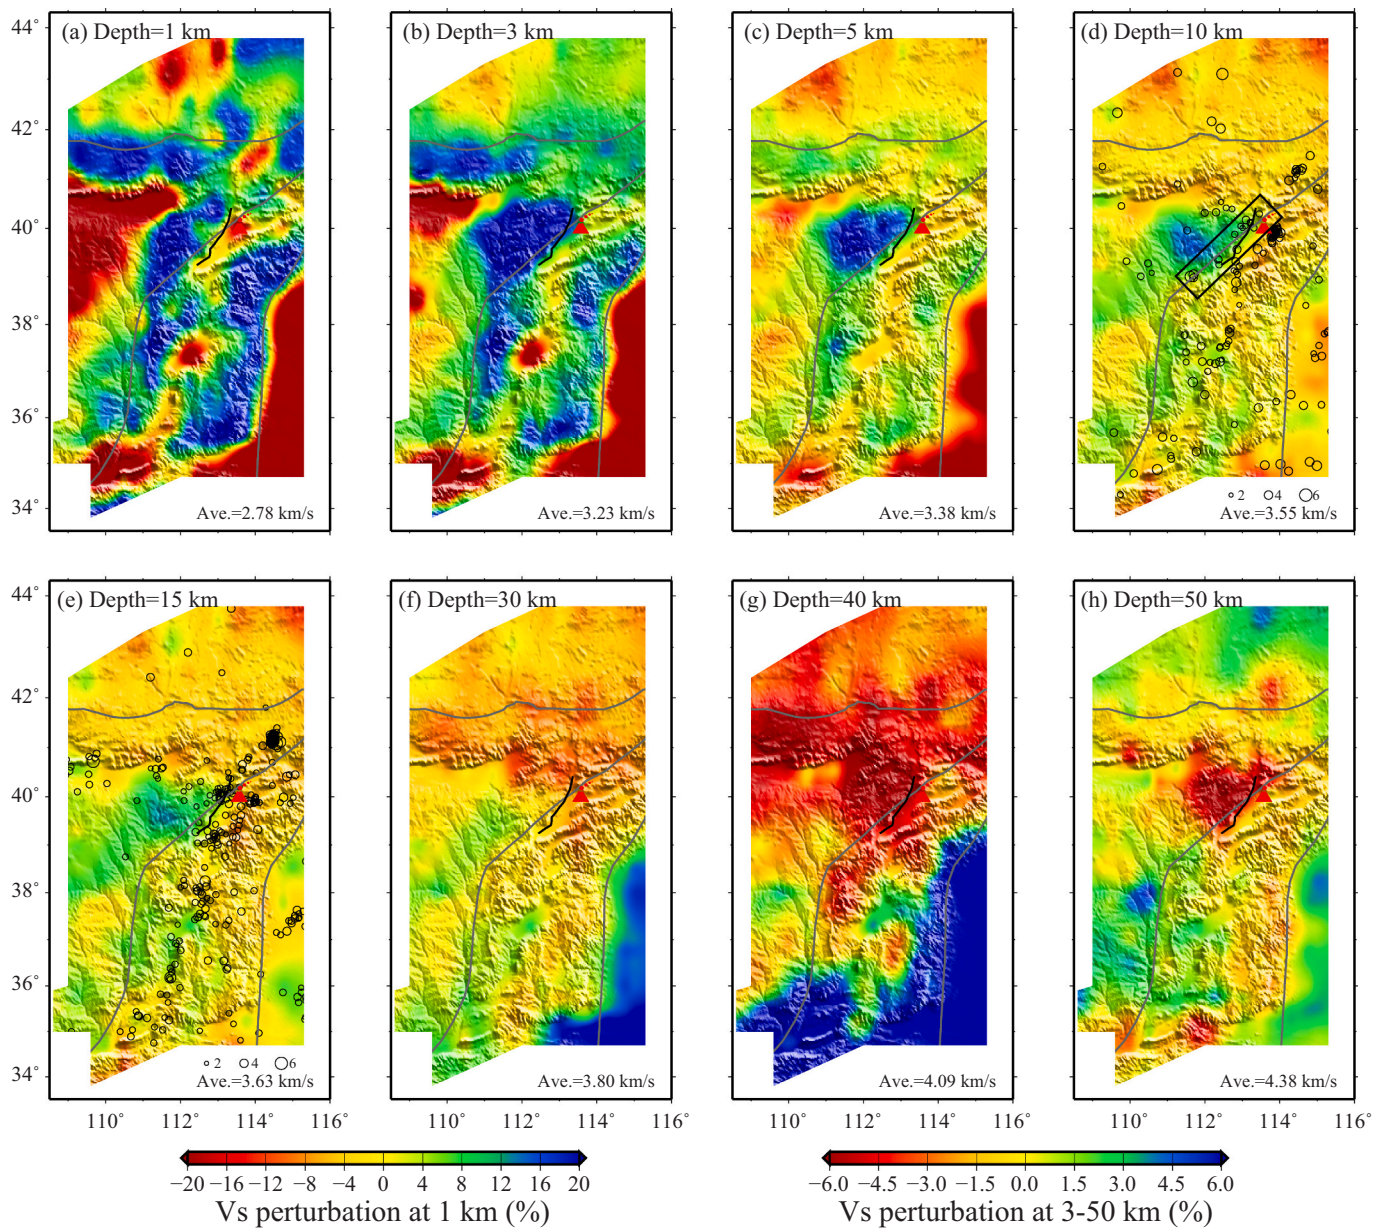 (a) Depth=1 km
(b) Depth=3 km
(c) Depth=5 km
(d) Depth=10 km
44°
42°
40°
38°
36°
34°
2 4 6
Ave.=2.78 km/s
Ave.=3.23 km/s
Ave.=3.38 km/s
Ave.=3.55 km/s
(e) Depth=15 km
(f) Depth=30 km
(g) Depth=40 km
(h) Depth=50 km
44°
42°
40°
38°
36°
34°
2 4 6
Ave.=3.63 km/s
Ave.=3.80 km/s
Ave.=4.09 km/s
Ave.=4.38 km/s
110° 112° 114° 116° 110° 112° 114° 116° 110° 112° 114° 116° 110° 112° 114° 116°
−20 −16 −12 −8 −4 0 4 8 12 16 20
Vs perturbation at 1 km (%)
−6.0 −4.5 −3.0 −1.5 0.0 1.5 3.0 4.5 6.0
Vs perturbation at 3-50 km (%)